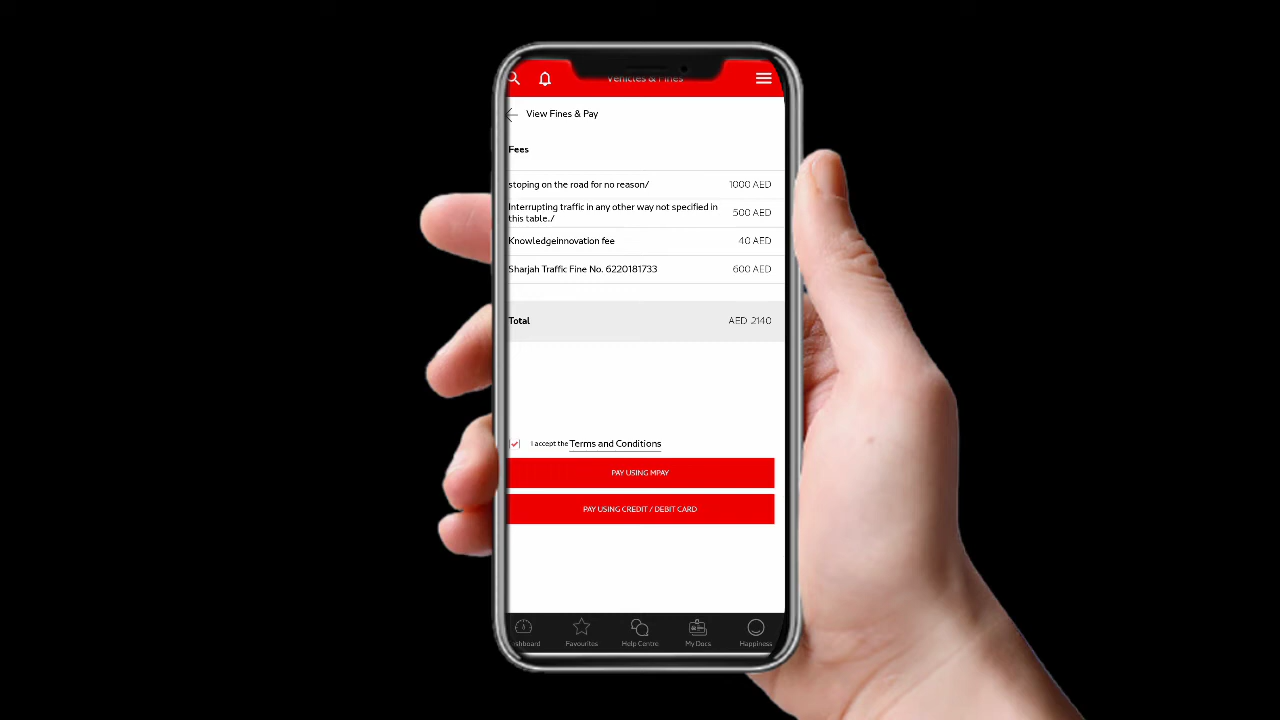 Vehicles & Fines
View Fines & Pay
Fees
stoping on the road for no reason/ 1000 AED
Interrupting traffic in any other way not specified in
this table./ 500 AED
Knowledgeinnovation fee 40 AED
Sharjah Traffic Fine No. 6220181733 600 AED
Total AED 2140
I accept the Terms and Conditions
PAY USING MPAY
PAY USING CREDIT / DEBIT CARD
shboard Favourites Help Centre My Docs Happiness